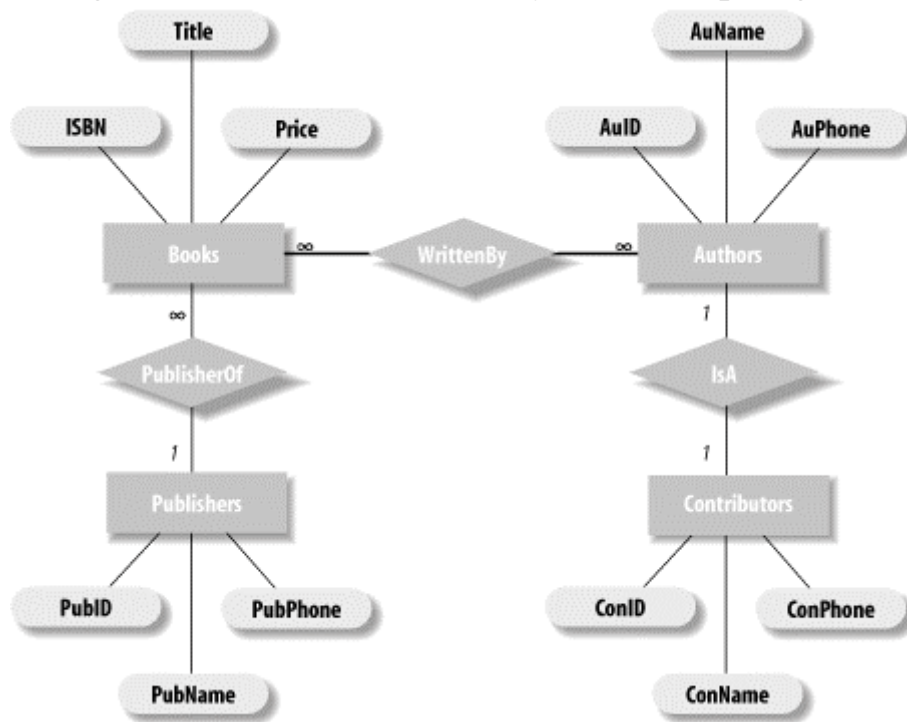 Title
AuName
ISBN
Price
AuID
AuPhone
Books
∞
WrittenBy
∞
Authors
∞
1
PublisherOf
IsA
1
1
Publishers
Contributors
PubID
PubPhone
ConID
ConPhone
PubName
ConName